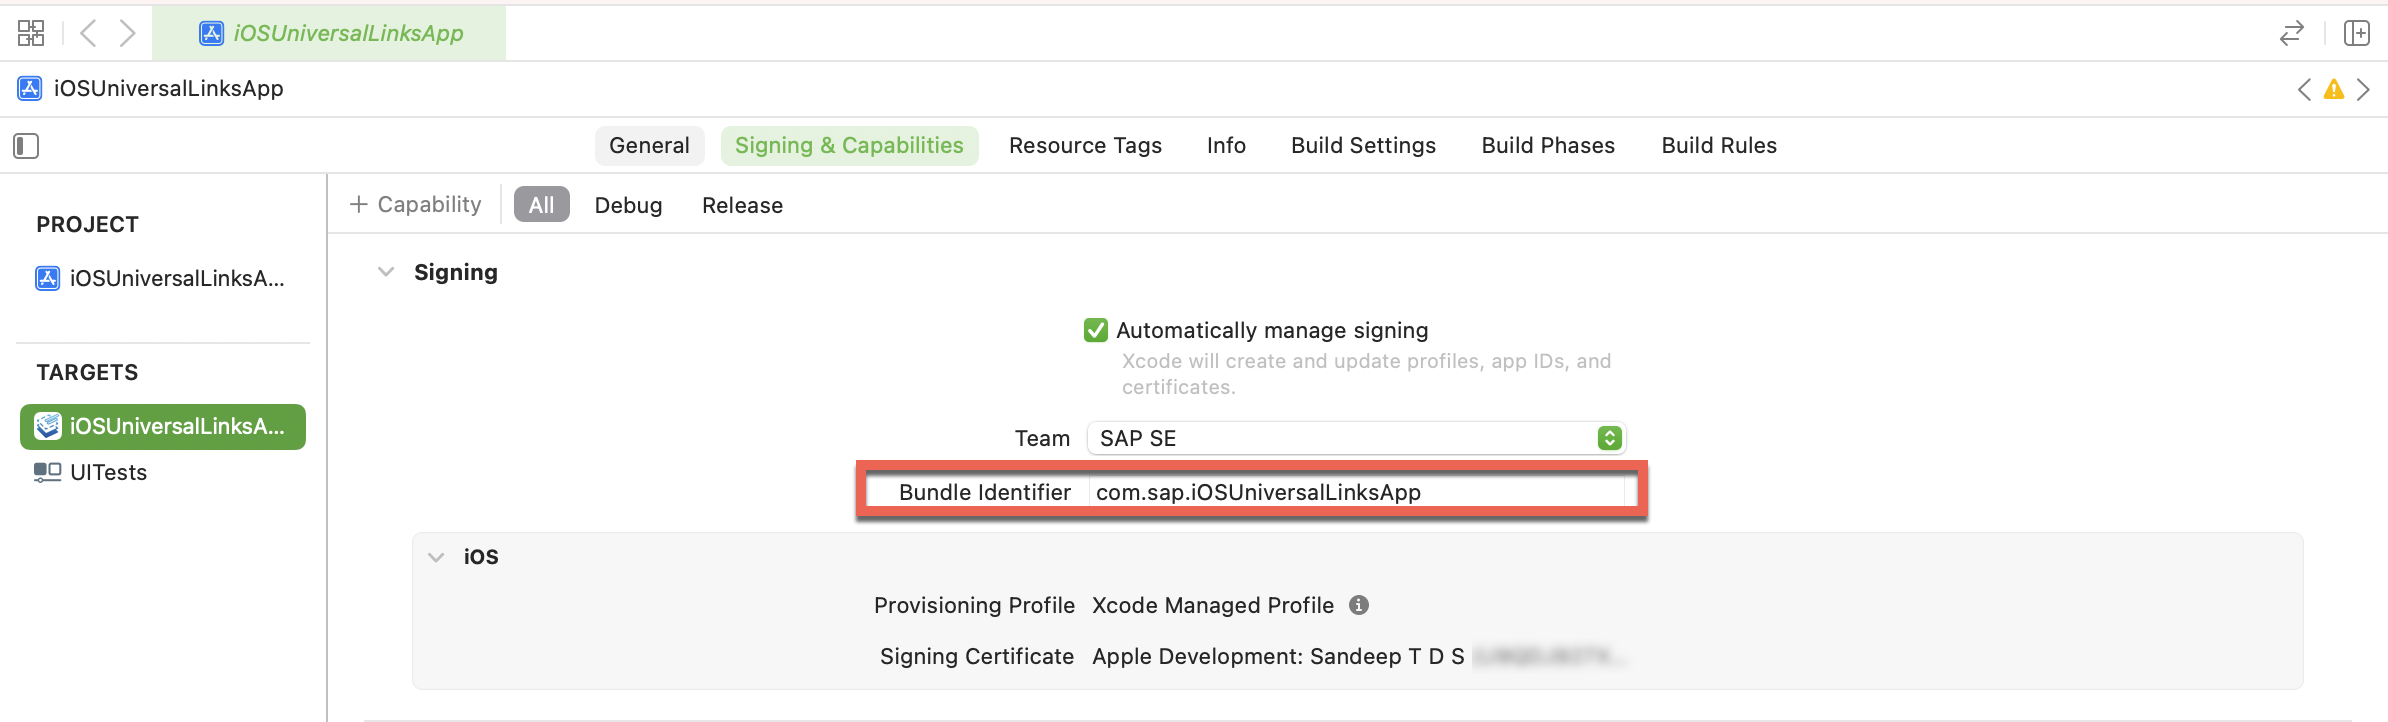 iOSUniversalLinksApp
iOSUniversalLinksApp
General Signing & Capabilities Resource Tags Info Build Settings Build Phases Build Rules
PROJECT
iOSUniversalLinksA...
TARGETS
iOSUniversalLinksA...
UITests
+ Capability All Debug Release
Signing
Automatically manage signing
Xcode will create and update profiles, app IDs, and
certificates.
Team SAP SE
Bundle Identifier com.sap.iOSUniversalLinksApp
iOS
Provisioning Profile Xcode Managed Profile
Signing Certificate Apple Development: Sandeep T D S